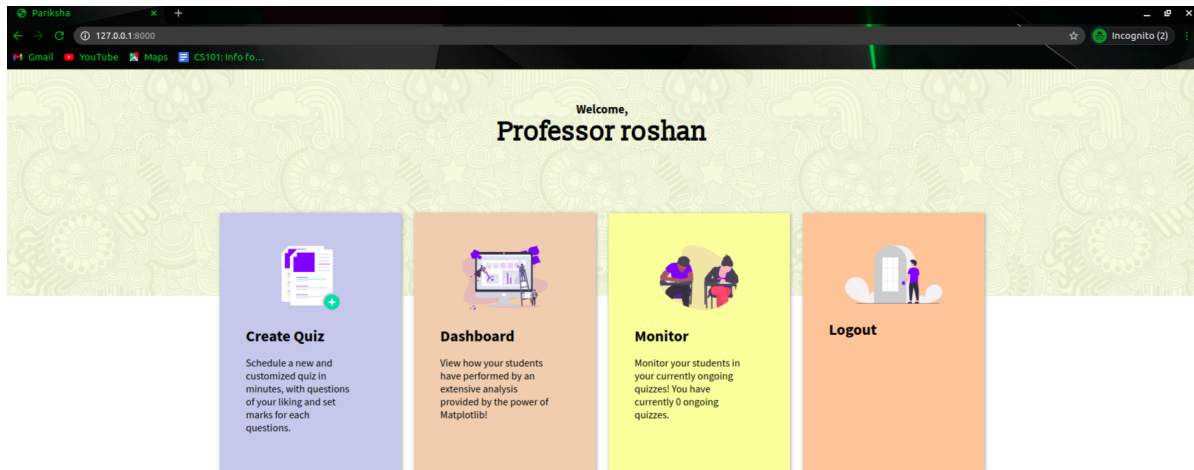 Pariksha
127.0.0.1:8000
Incognito (2)
Gmail YouTube Maps CS101: Info fo...
Welcome,
Professor roshan
Create Quiz
Schedule a new and
customized quiz in
minutes, with questions
of your liking and set
marks for each
questions.
Dashboard
View how your students
have performed by an
extensive analysis
provided by the power of
Matplotlib!
Monitor
Monitor your students in
your currently ongoing
quizzes! You have
currently 0 ongoing
quizzes.
Logout